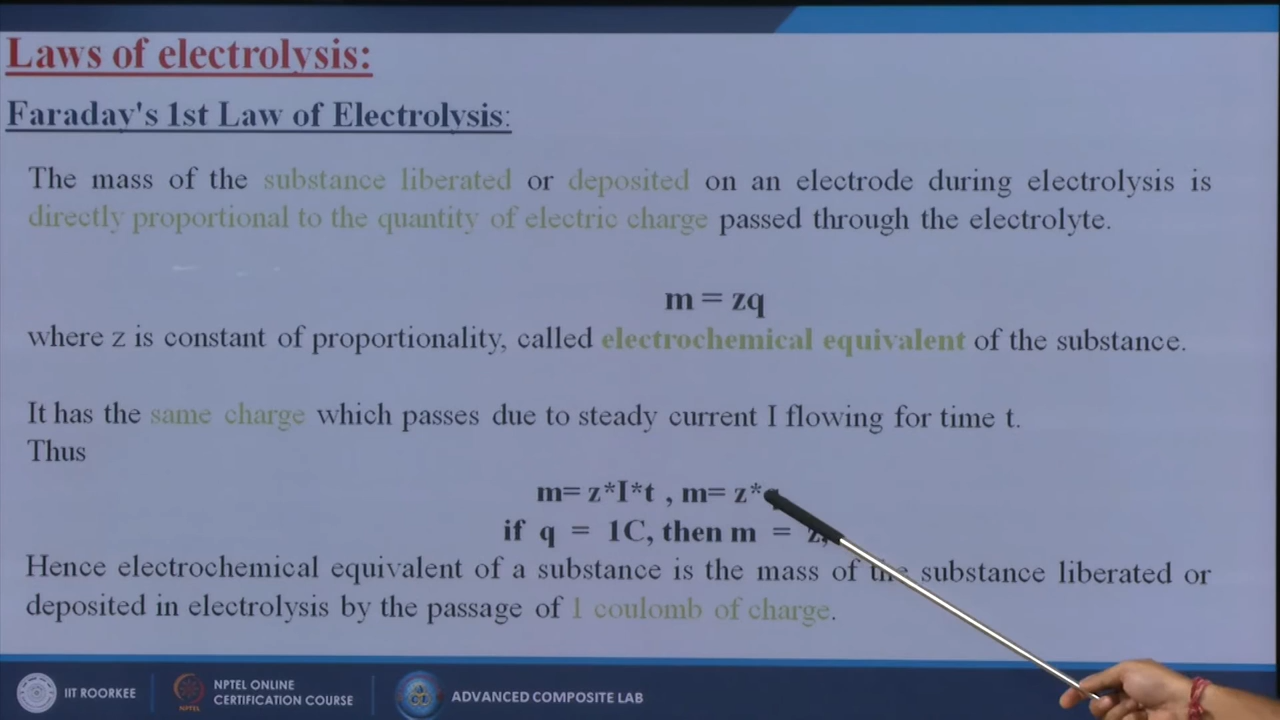 Laws of electrolysis:
Faraday's 1st Law of Electrolysis:
The mass of the substance liberated or deposited on an electrode during electrolysis is
directly proportional to the quantity of electric charge passed through the electrolyte.
m = zq
where z is constant of proportionality, called electrochemical equivalent of the substance.
It has the same charge which passes due to steady current I flowing for time t.
Thus
m= z*I*t , m= z*q
if q = 1C, then m = z,
Hence electrochemical equivalent of a substance is the mass of the substance liberated or
deposited in electrolysis by the passage of 1 coulomb of charge.
IIT ROORKEE
NPTEL
NPTEL ONLINE
CERTIFICATION COURSE
ADVANCED COMPOSITE LAB